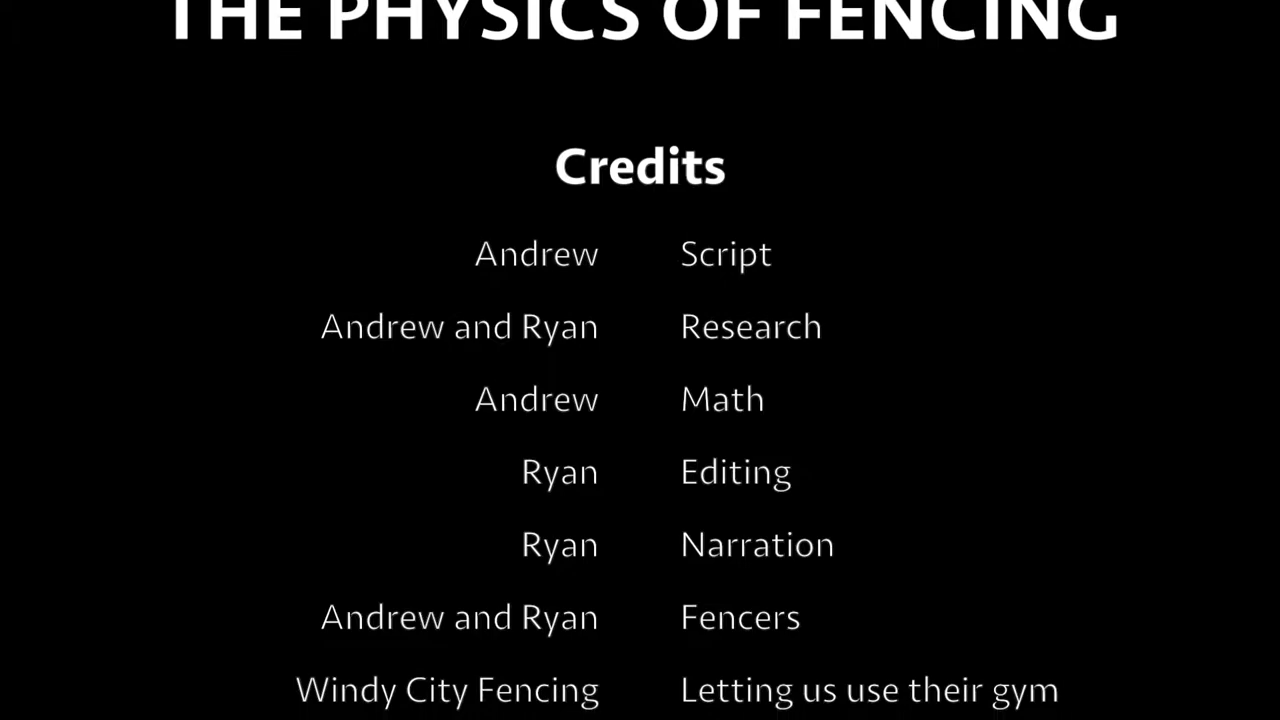 THE PHYSICS OF FENCING
Credits
Andrew Script
Andrew and Ryan Research
Andrew Math
Ryan Editing
Ryan Narration
Andrew and Ryan Fencers
Windy City Fencing Letting us use their gym